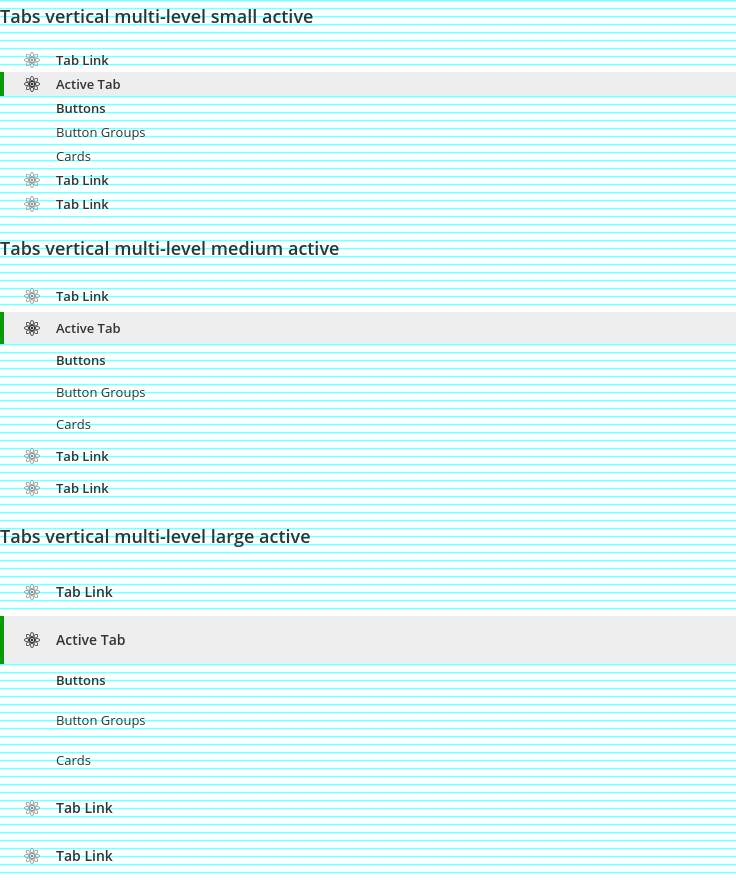 Tabs vertical multi-level small active
Tab Link
Active Tab
Buttons
Button Groups
Cards
Tab Link
Tab Link
Tabs vertical multi-level medium active
Tab Link
Active Tab
Buttons
Button Groups
Cards
Tab Link
Tab Link
Tabs vertical multi-level large active
Tab Link
Active Tab
Buttons
Button Groups
Cards
Tab Link
Tab Link